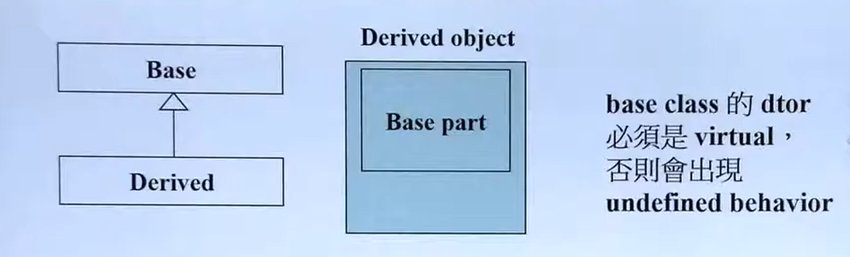 Base
Derived
Derived object
Base part
base class 的 dtor
必須是 virtual，
否則會出現
undefined behavior